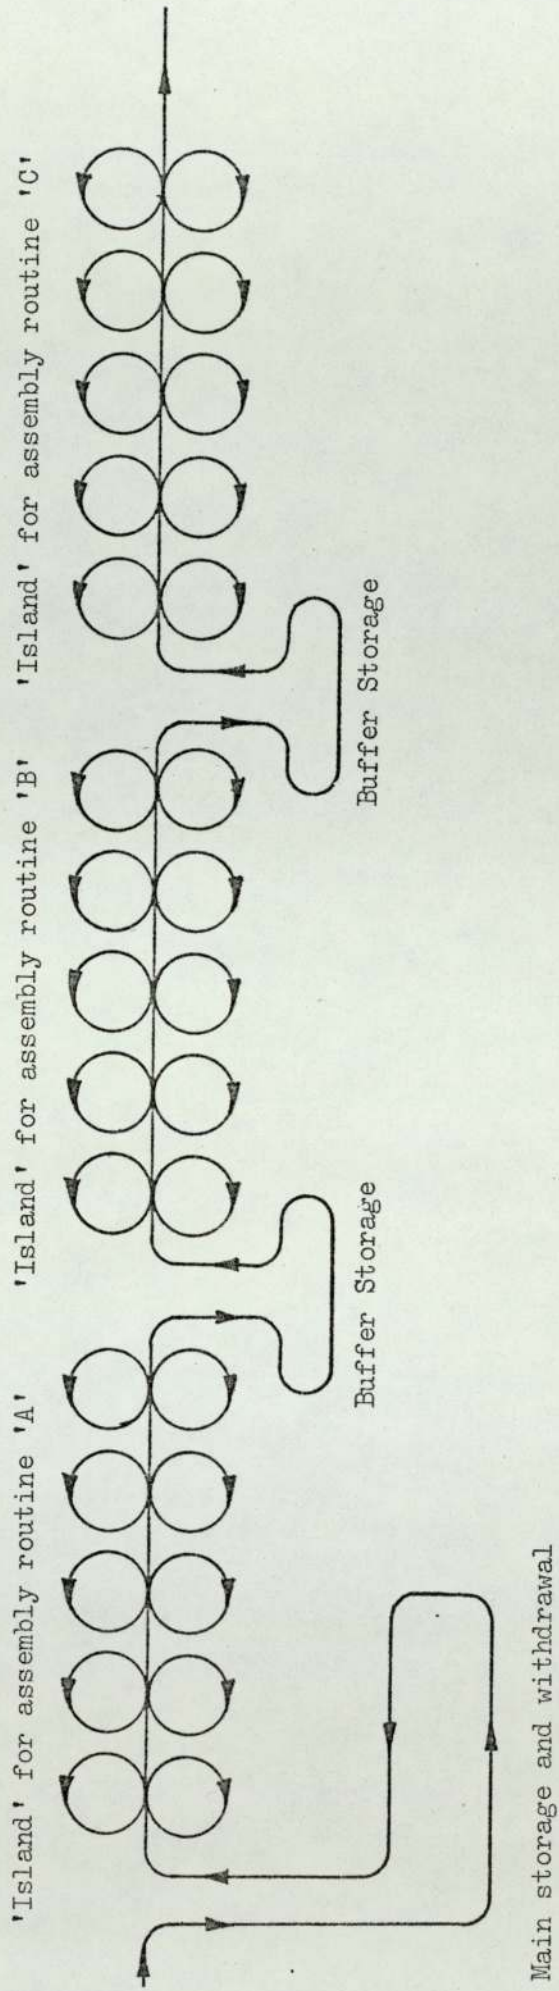 'Island' for assembly routine 'A'
'Island' for assembly routine 'B'
'Island' for assembly routine 'C'
Buffer Storage
Buffer Storage
Main storage and withdrawal